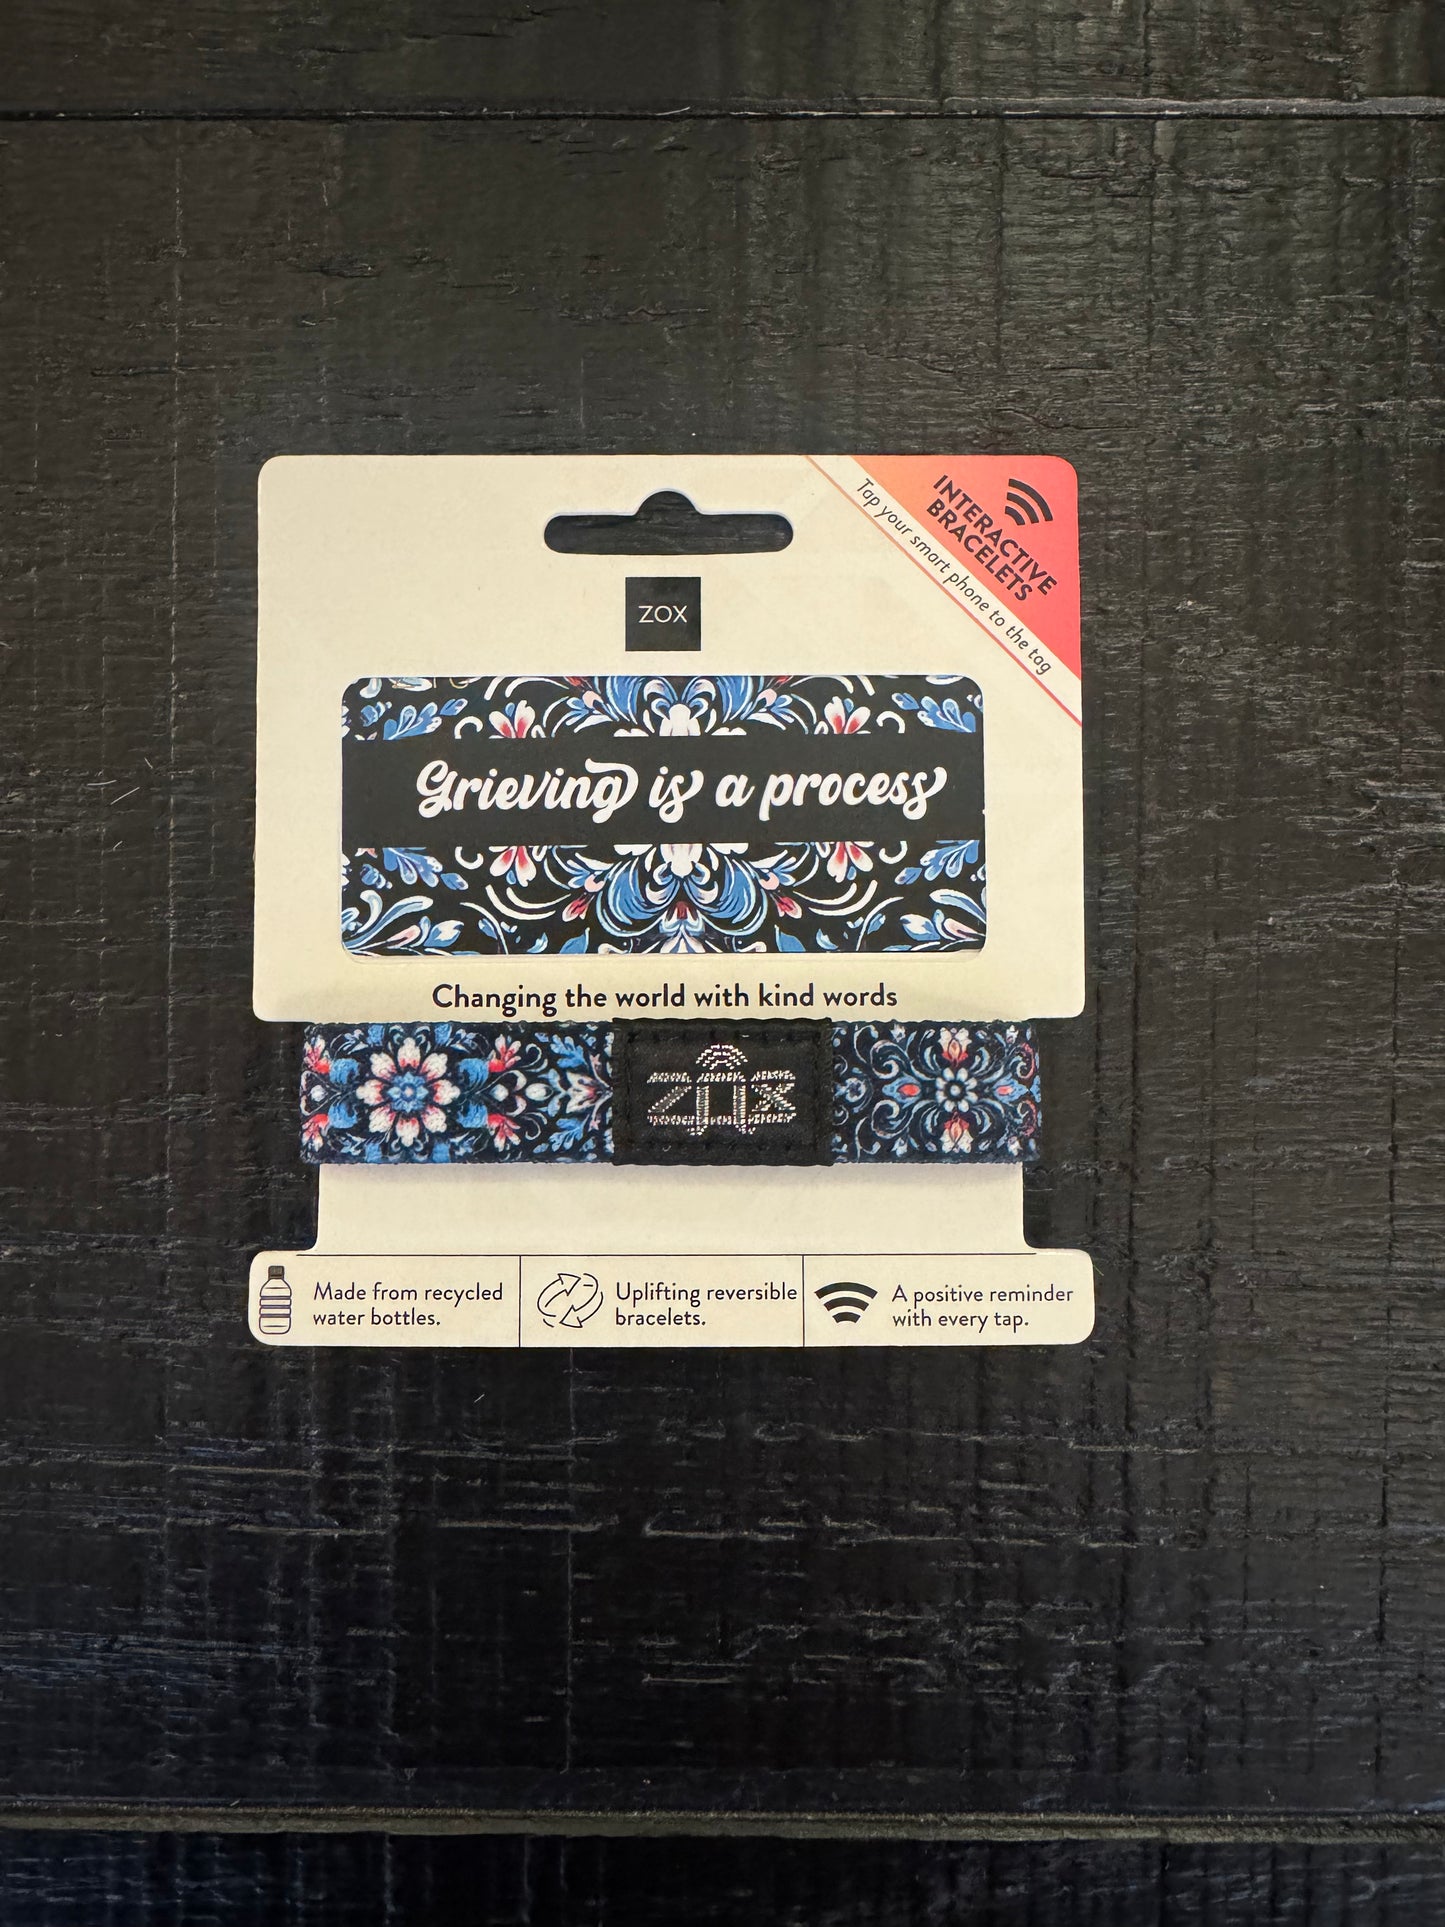 INTERACTIVE
BRACELETS
Tap your smart phone to the tag
ZOX
Grieving is a process
Changing the world with kind words
ZOX
Made from recycled
water bottles.
Uplifting reversible
bracelets.
A positive reminder
with every tap.